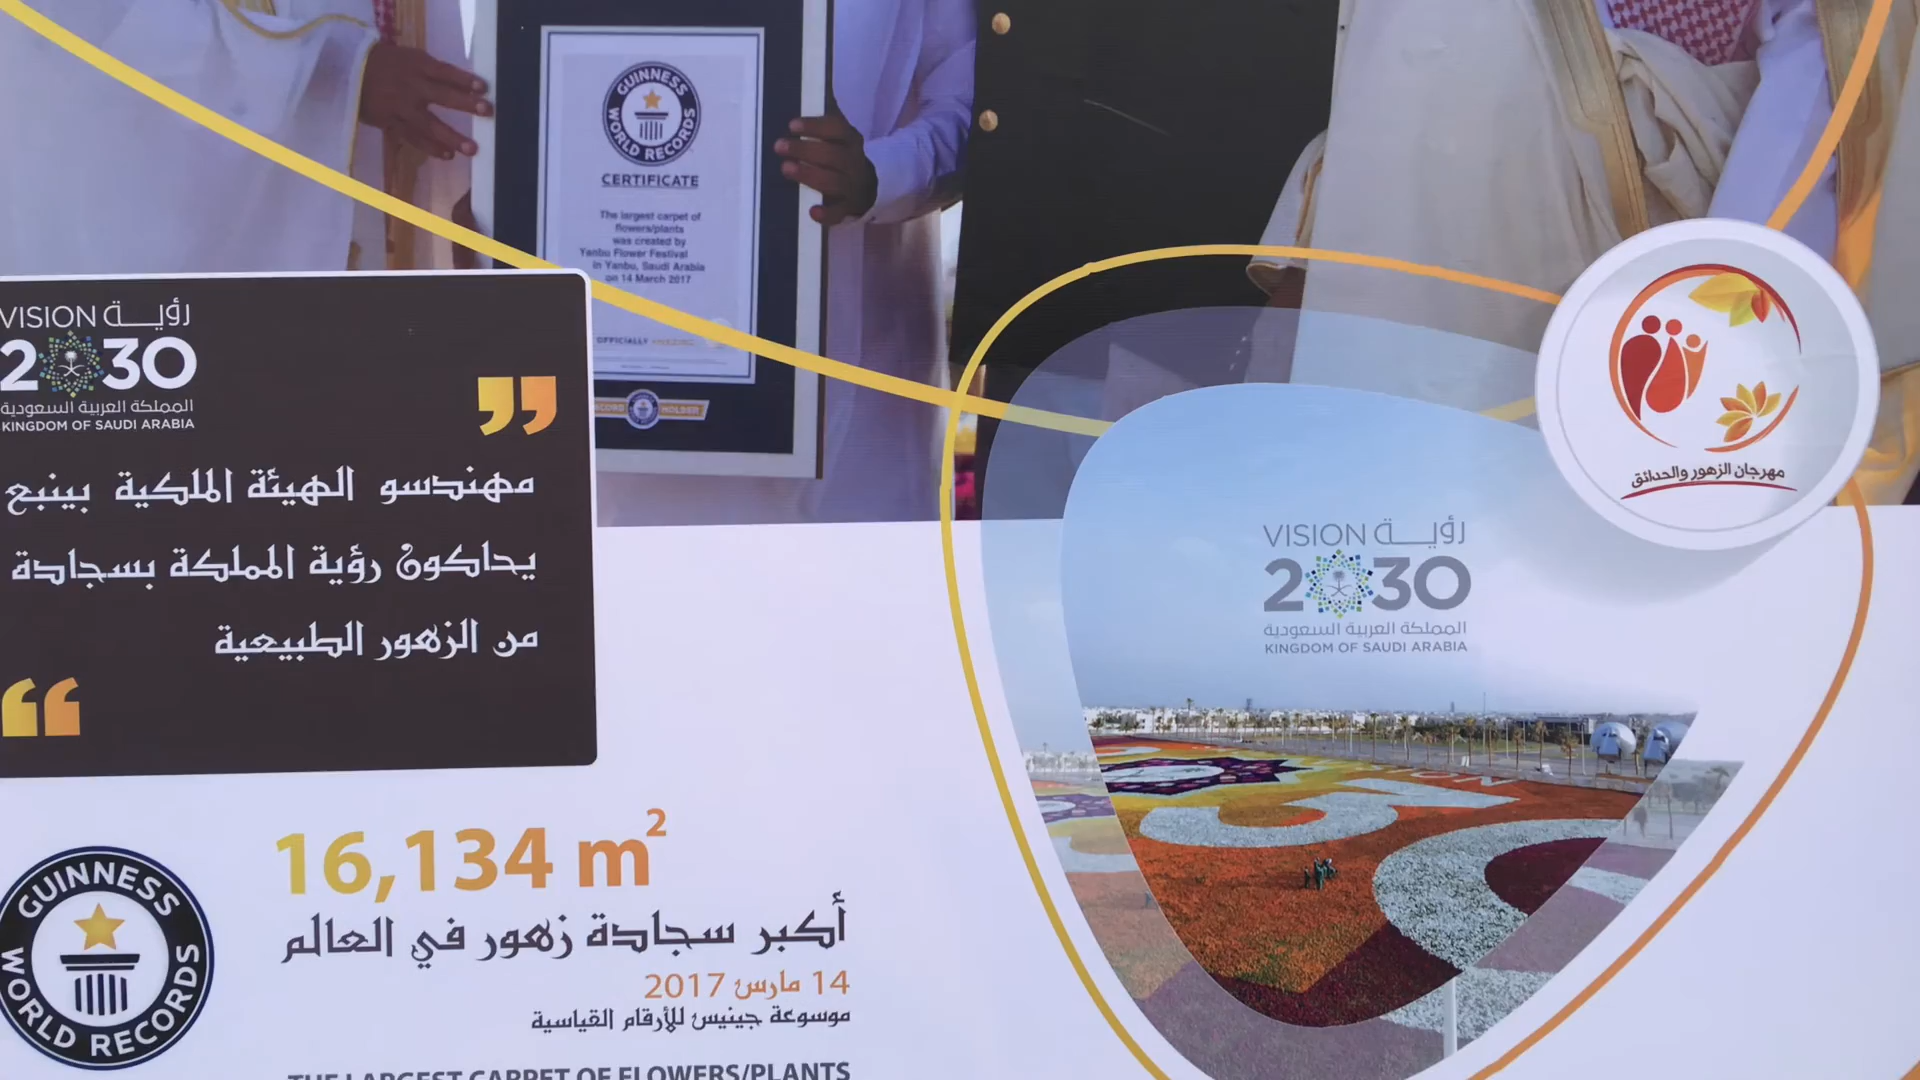 GUINNESS WORLD RECORDS
CERTIFICATE
The largest carpet of
flowers/plants
was created by
Yanbu Flower Festival
in Yanbu, Saudi Arabia
on 14 March 2017
OFFICIALLY AMAZING
RECORD HOLDER
VISION رؤيــــة
2030
المملكة العربية السعودية
KINGDOM OF SAUDI ARABIA
مهندسو الهيئة الملكية بينبع
يحاكون رؤية المملكة بسجادة
من الزهور الطبيعية
مهرجان الزهور والحدائق
VISION رؤيــــة
2030
المملكة العربية السعودية
KINGDOM OF SAUDI ARABIA
GUINNESS WORLD RECORDS
16,134 m²
أكبر سجادة زهور في العالم
14 مارس 2017
موسوعة جينيس للأرقام القياسية
THE LARGEST CARPET OF FLOWERS/PLANTS